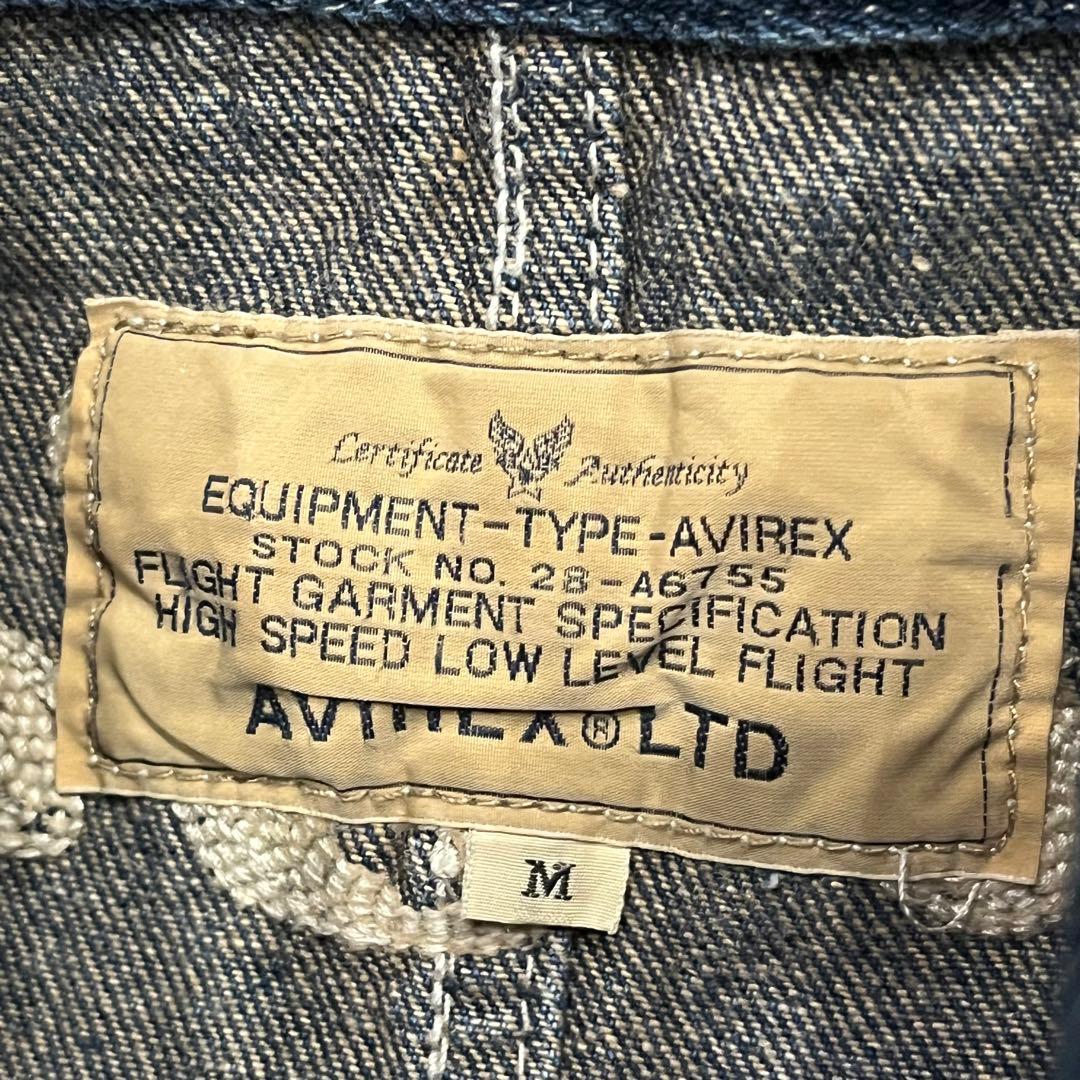 Certificate Authenticity
EQUIPMENT-TYPE-AVIREX
STOCK NO. 28-A6755
FLIGHT GARMENT SPECIFICATION
HIGH SPEED LOW LEVEL FLIGHT
AVIREX®LTD
M